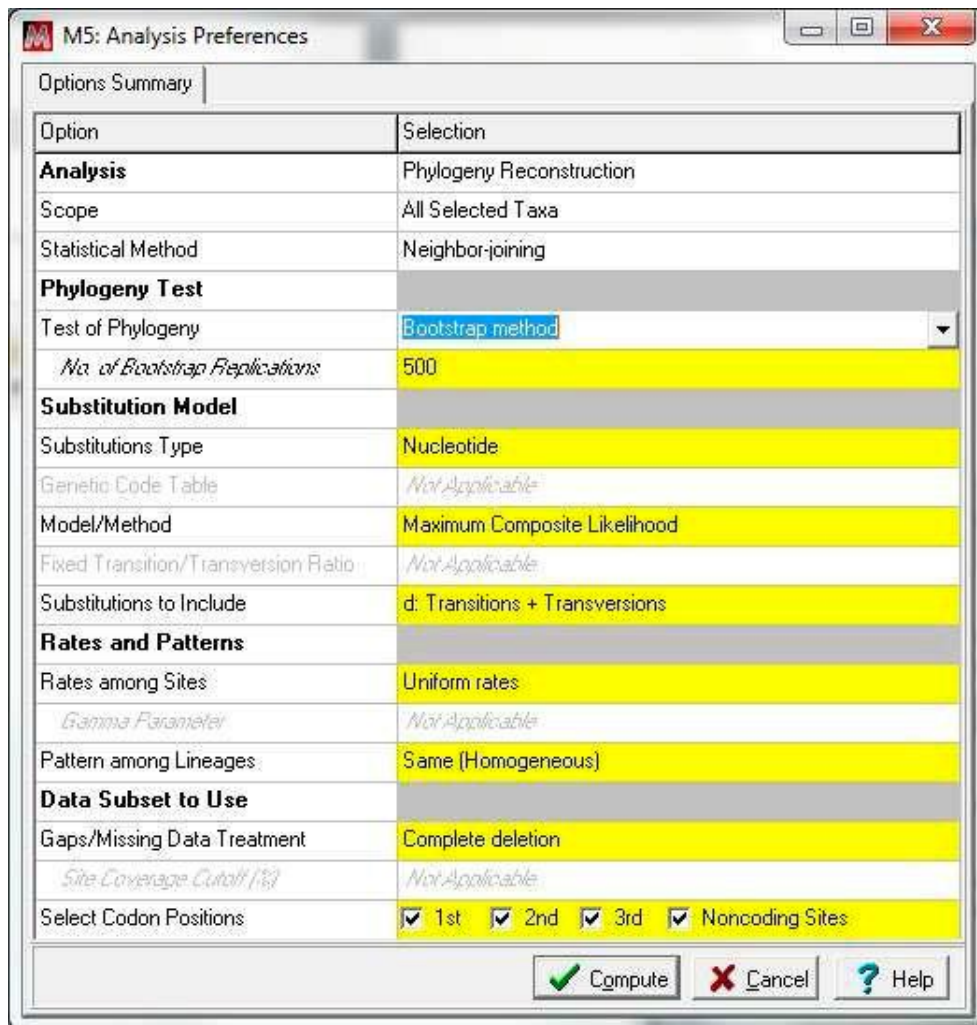 M5: Analysis Preferences
Options Summary
Option Selection
Analysis Phylogeny Reconstruction
Scope All Selected Taxa
Statistical Method Neighbor-joining
Phylogeny Test
Test of Phylogeny Bootstrap method
No. of Bootstrap Replications 500
Substitution Model
Substitutions Type Nucleotide
Genetic Code Table Not Applicable
Model/Method Maximum Composite Likelihood
Fixed Transition/Transversion Ratio Not Applicable
Substitutions to Include d: Transitions + Transversions
Rates and Patterns
Rates among Sites Uniform rates
Gamma Parameter Not Applicable
Pattern among Lineages Same (Homogeneous)
Data Subset to Use
Gaps/Missing Data Treatment Complete deletion
Site Coverage Cutoff (%) Not Applicable
Select Codon Positions 1st 2nd 3rd Noncoding Sites
Compute Cancel Help